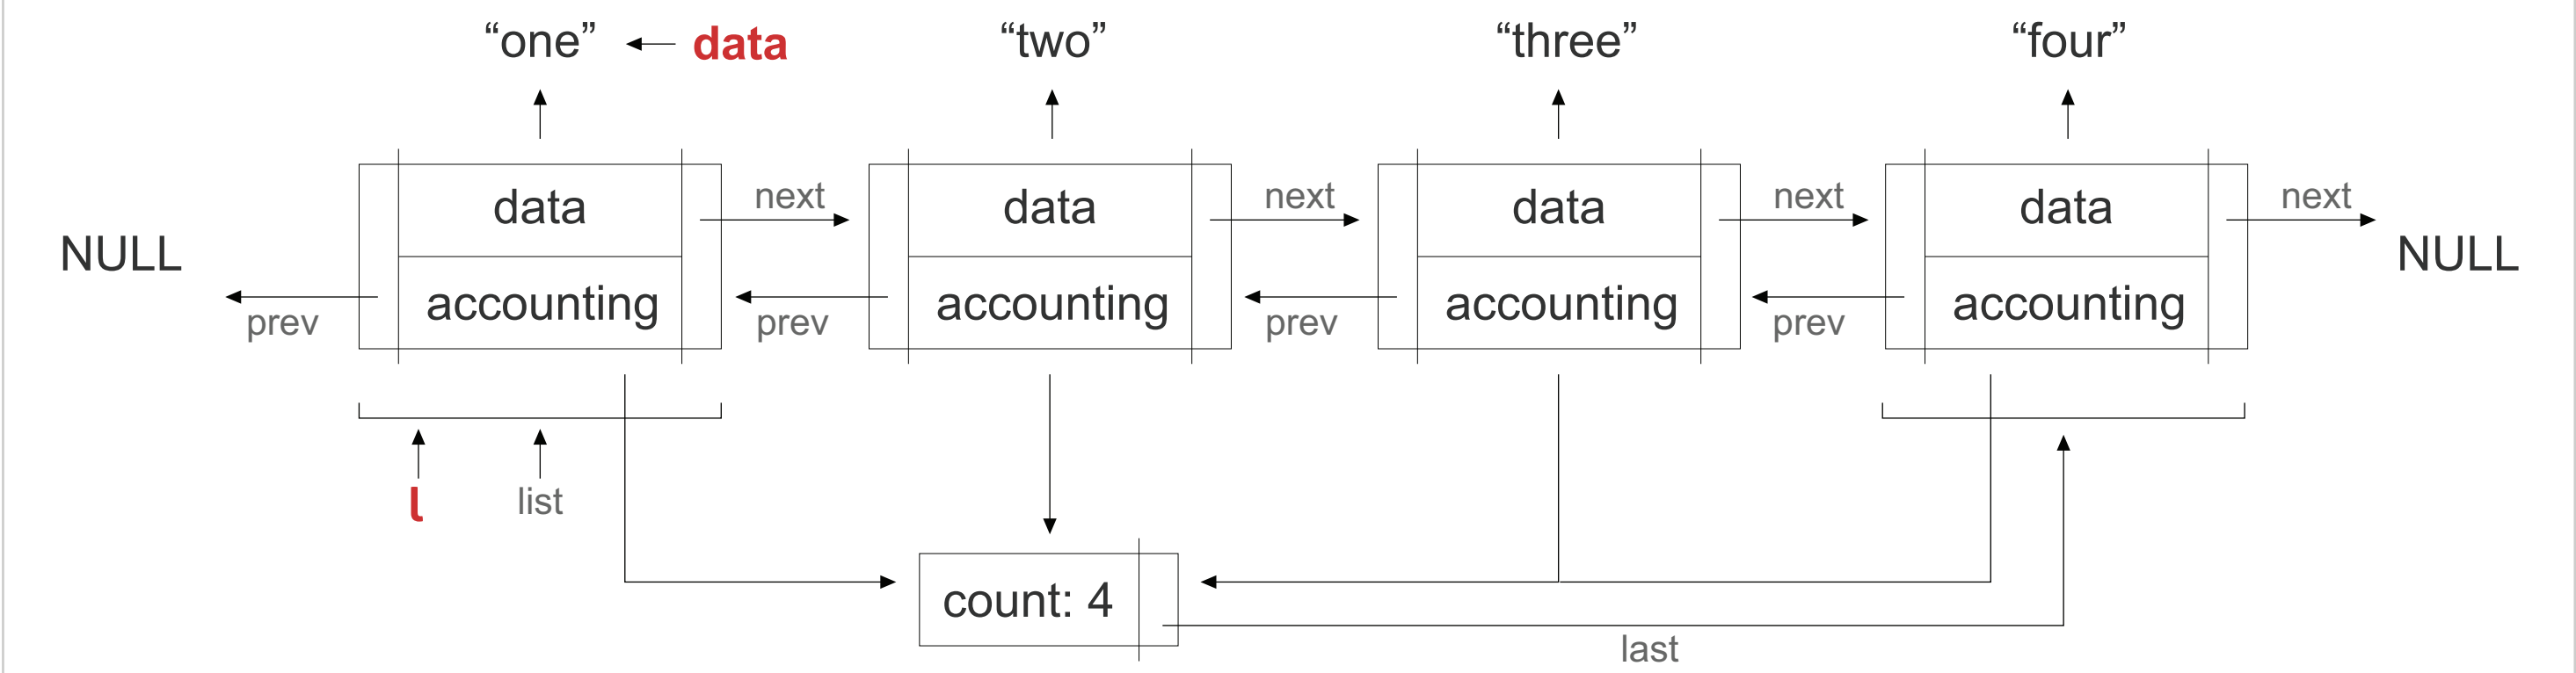 “one” data “two” “three” “four”
data next data next data next data next
NULL NULL
accounting accounting accounting accounting
prev prev prev prev
l list
count: 4
last